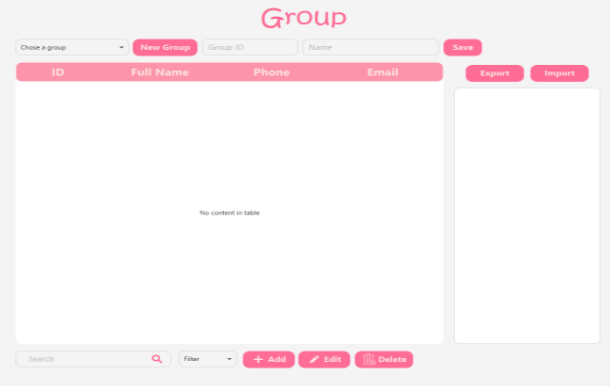 Group
Chose a group New Group Group ID Name Save
ID Full Name Phone Email Export Import
No content in table
Search Filter Add Edit Delete